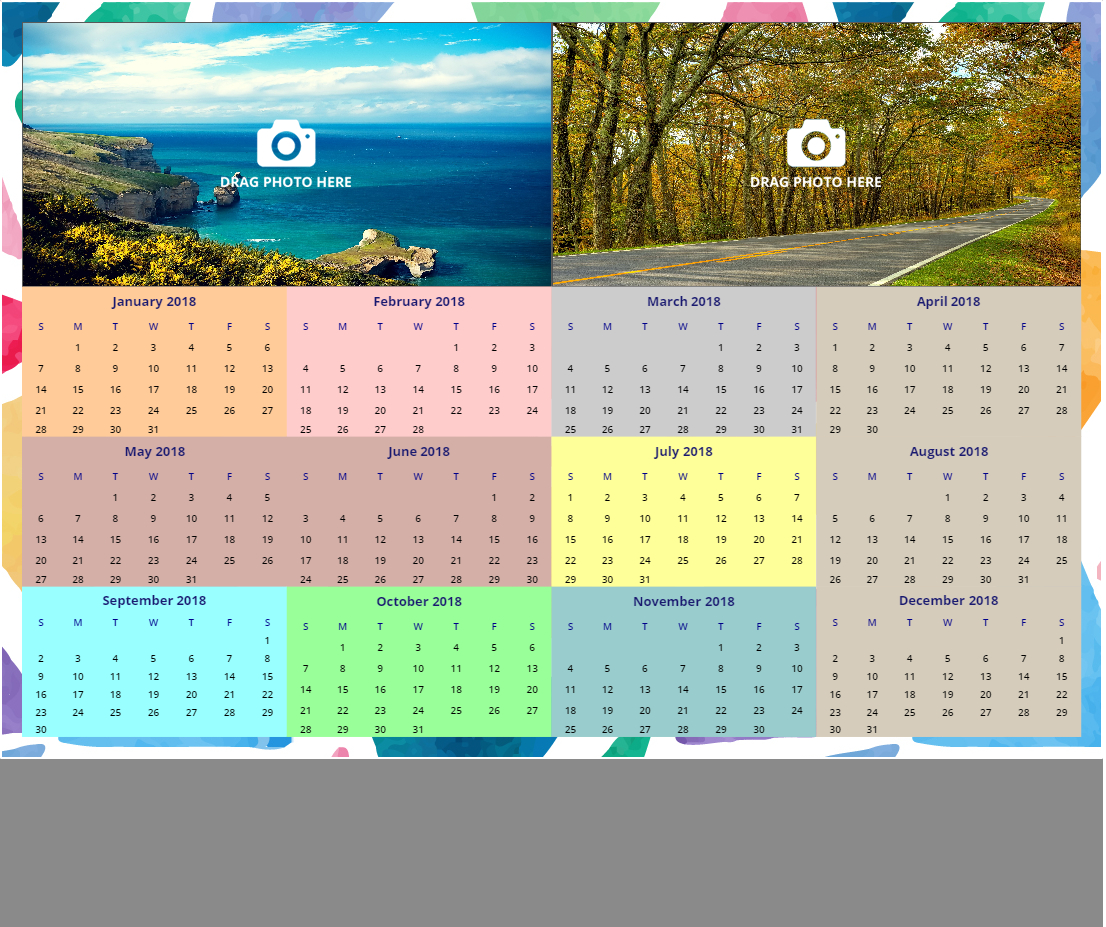 DRAG PHOTO HERE
DRAG PHOTO HERE
January 2018
S M T W T F S
1 2 3 4 5 6
7 8 9 10 11 12 13
14 15 16 17 18 19 20
21 22 23 24 25 26 27
28 29 30 31
February 2018
S M T W T F S
1 2 3
4 5 6 7 8 9 10
11 12 13 14 15 16 17
18 19 20 21 22 23 24
25 26 27 28
March 2018
S M T W T F S
1 2 3
4 5 6 7 8 9 10
11 12 13 14 15 16 17
18 19 20 21 22 23 24
25 26 27 28 29 30 31
April 2018
S M T W T F S
1 2 3 4 5 6 7
8 9 10 11 12 13 14
15 16 17 18 19 20 21
22 23 24 25 26 27 28
29 30
May 2018
S M T W T F S
1 2 3 4 5
6 7 8 9 10 11 12
13 14 15 16 17 18 19
20 21 22 23 24 25 26
27 28 29 30 31
June 2018
S M T W T F S
1 2
3 4 5 6 7 8 9
10 11 12 13 14 15 16
17 18 19 20 21 22 23
24 25 26 27 28 29 30
July 2018
S M T W T F S
1 2 3 4 5 6 7
8 9 10 11 12 13 14
15 16 17 18 19 20 21
22 23 24 25 26 27 28
29 30 31
August 2018
S M T W T F S
1 2 3 4
5 6 7 8 9 10 11
12 13 14 15 16 17 18
19 20 21 22 23 24 25
26 27 28 29 30 31
September 2018
S M T W T F S
1
2 3 4 5 6 7 8
9 10 11 12 13 14 15
16 17 18 19 20 21 22
23 24 25 26 27 28 29
30
October 2018
S M T W T F S
1 2 3 4 5 6
7 8 9 10 11 12 13
14 15 16 17 18 19 20
21 22 23 24 25 26 27
28 29 30 31
November 2018
S M T W T F S
1 2 3
4 5 6 7 8 9 10
11 12 13 14 15 16 17
18 19 20 21 22 23 24
25 26 27 28 29 30
December 2018
S M T W T F S
1
2 3 4 5 6 7 8
9 10 11 12 13 14 15
16 17 18 19 20 21 22
23 24 25 26 27 28 29
30 31